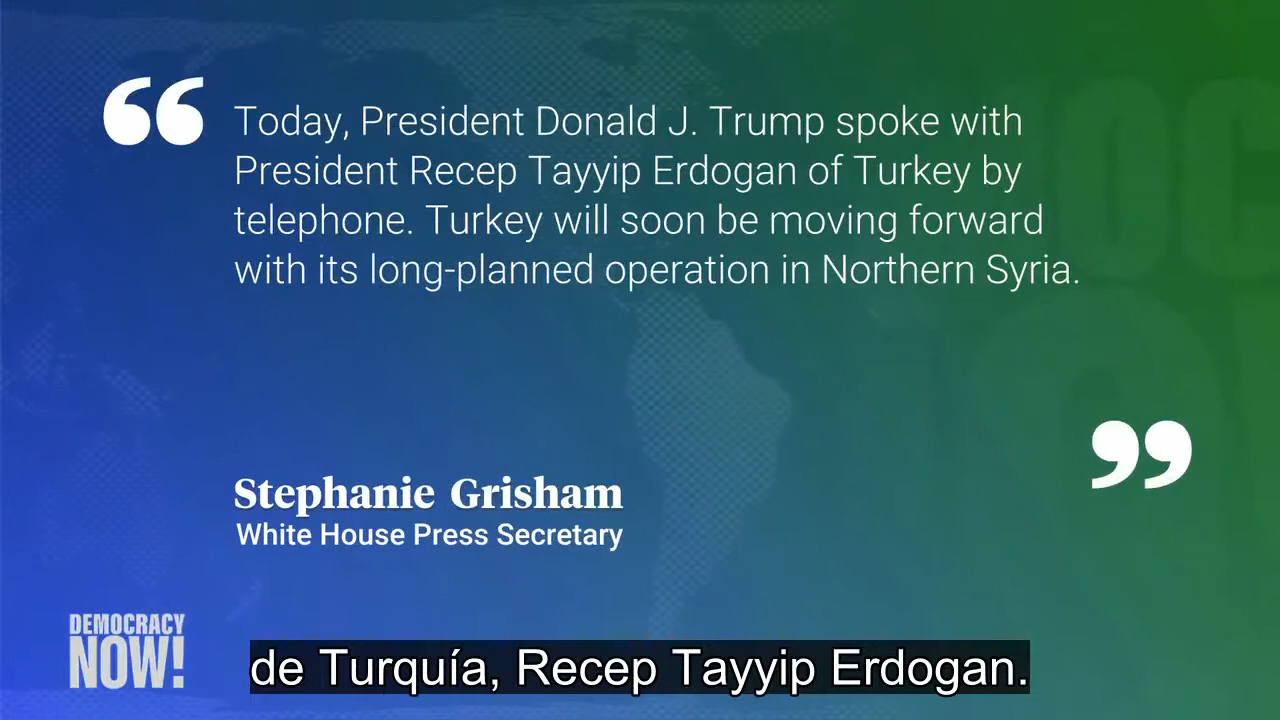 “
Today, President Donald J. Trump spoke with
President Recep Tayyip Erdogan of Turkey by
telephone. Turkey will soon be moving forward
with its long-planned operation in Northern Syria.
”
Stephanie Grisham
White House Press Secretary
DEMOCRACY
NOW!
de Turquía, Recep Tayyip Erdogan.